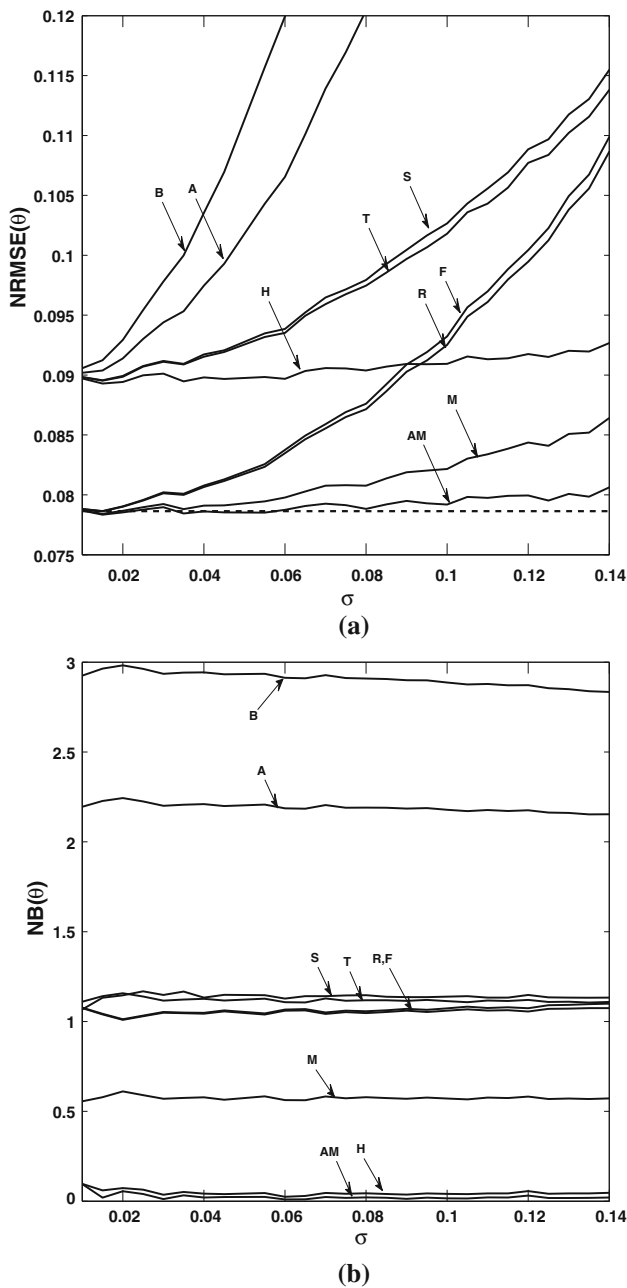 0.12
0.115
0.11
0.105
0.1
0.095
0.09
0.085
0.08
0.075
NRMSE(θ)
B
A
S
T
H
F
R
M
AM
0.02
0.04
0.06
0.08
0.1
0.12
0.14
σ
(a)
3
2.5
2
1.5
1
0.5
0
NB(θ)
B
A
S
T
R,F
M
AM
H
0.02
0.04
0.06
0.08
0.1
0.12
0.14
σ
(b)